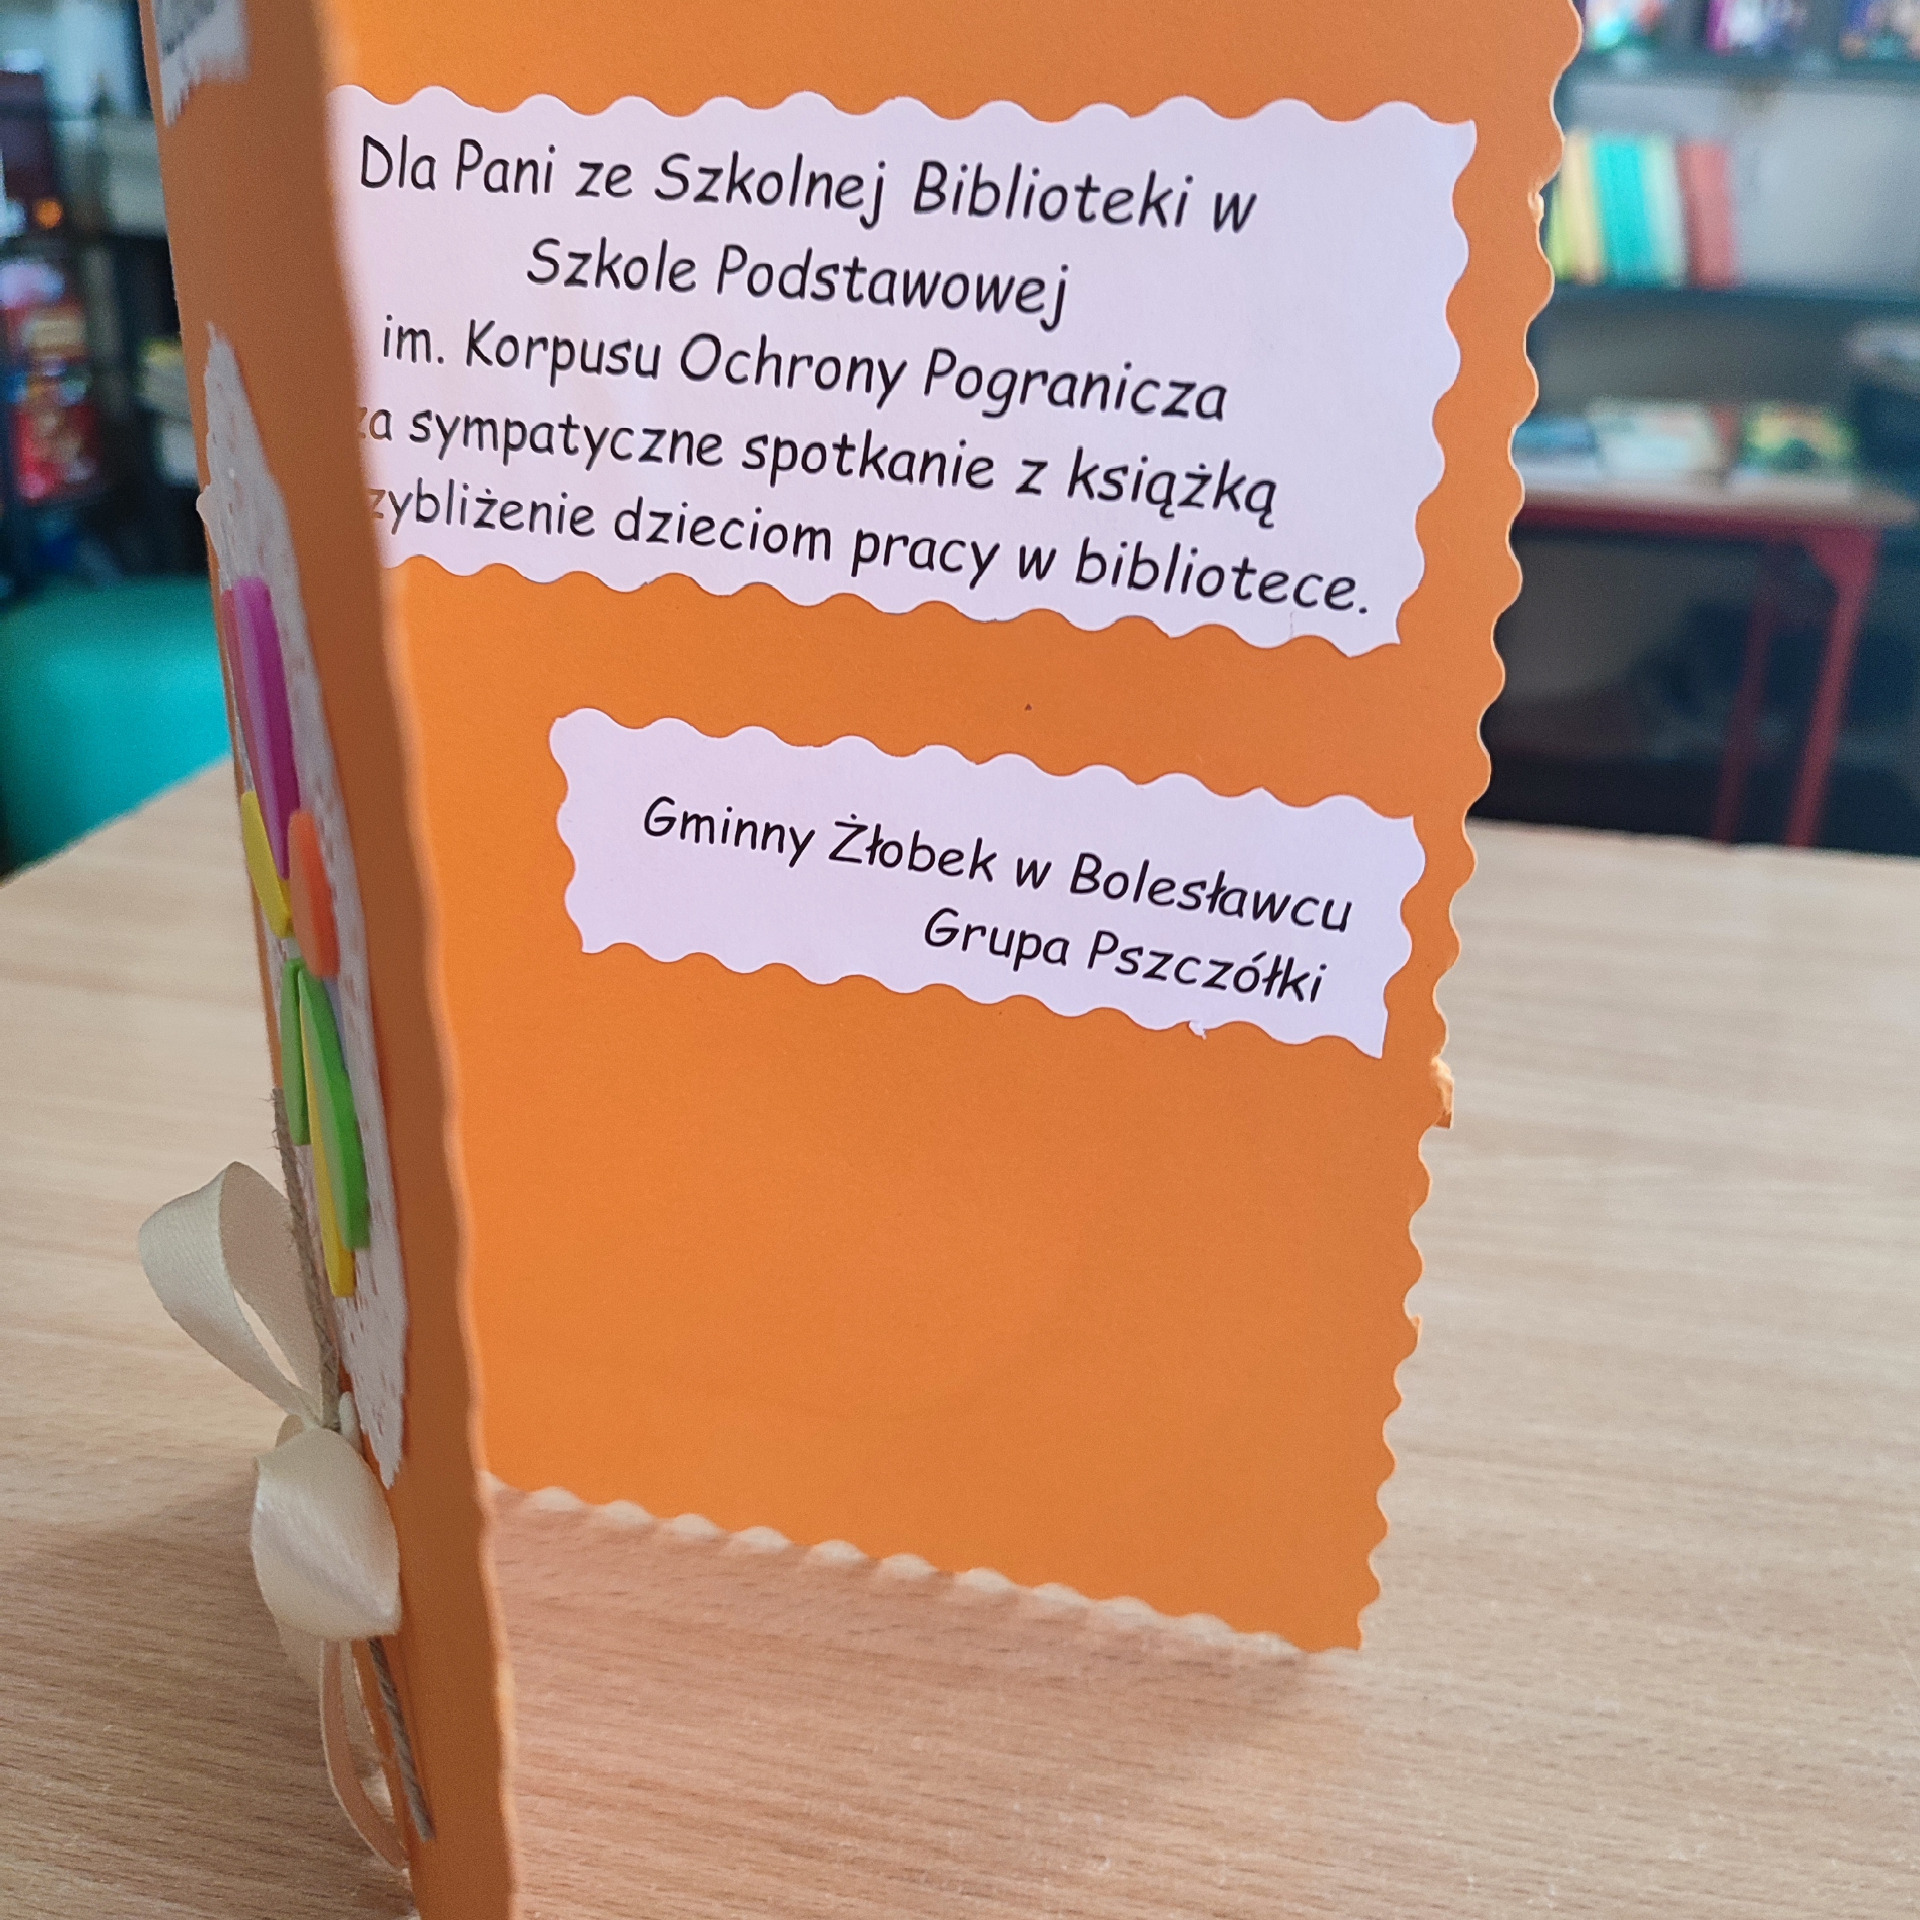 Dla Pani ze Szkolnej Biblioteki w
Szkole Podstawowej
im. Korpusu Ochrony Pogranicza
za sympatyczne spotkanie z książką
dzieciom pracy w bibliotece.
Gminny Żłobek w Bolesławcu
Grupa Pszczółki